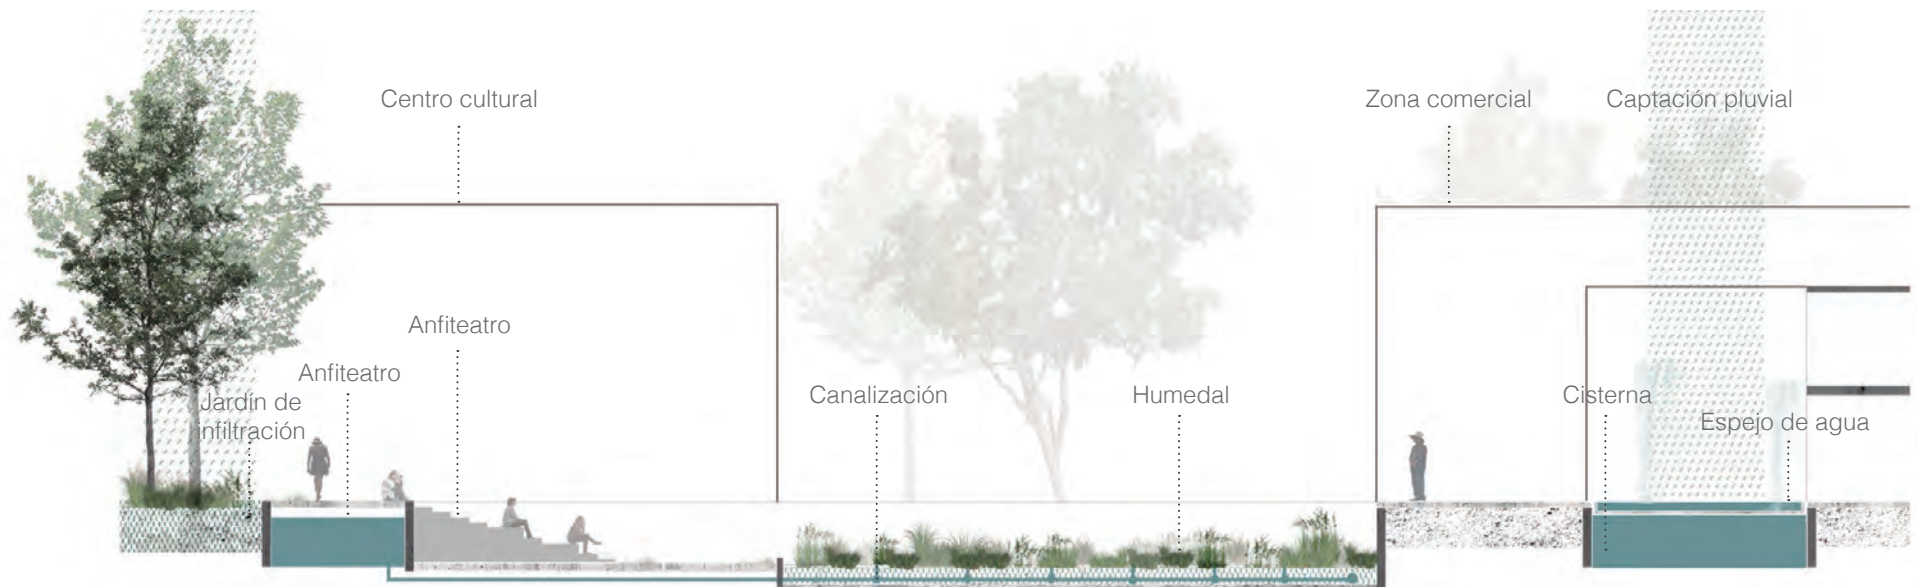 Centro cultural
Zona comercial
Captación pluvial
Anfiteatro
Anfiteatro
Jardín de
infiltración
Canalización
Humedal
Cisterna
Espejo de agua